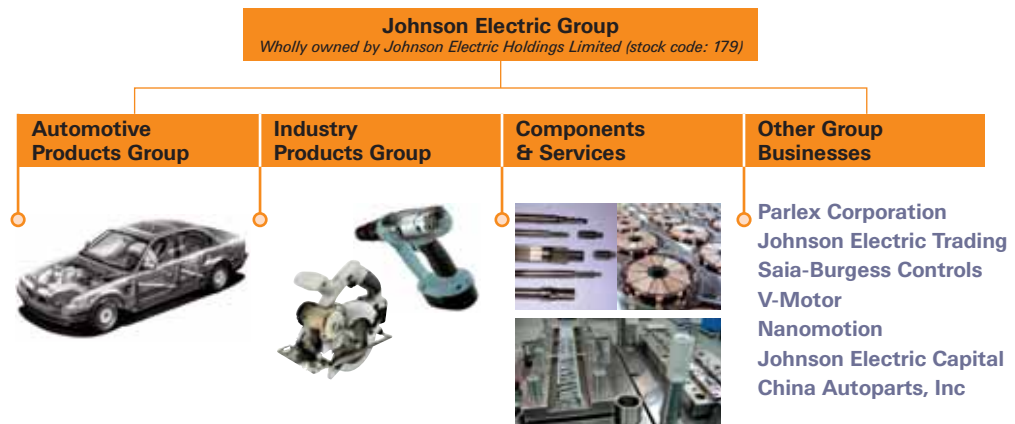 Johnson Electric Group
Wholly owned by Johnson Electric Holdings Limited (stock code: 179)
Automotive
Products Group
Industry
Products Group
Components
& Services
Other Group
Businesses
Parlex Corporation
Johnson Electric Trading
Saia-Burgess Controls
V-Motor
Nanomotion
Johnson Electric Capital
China Autoparts, Inc